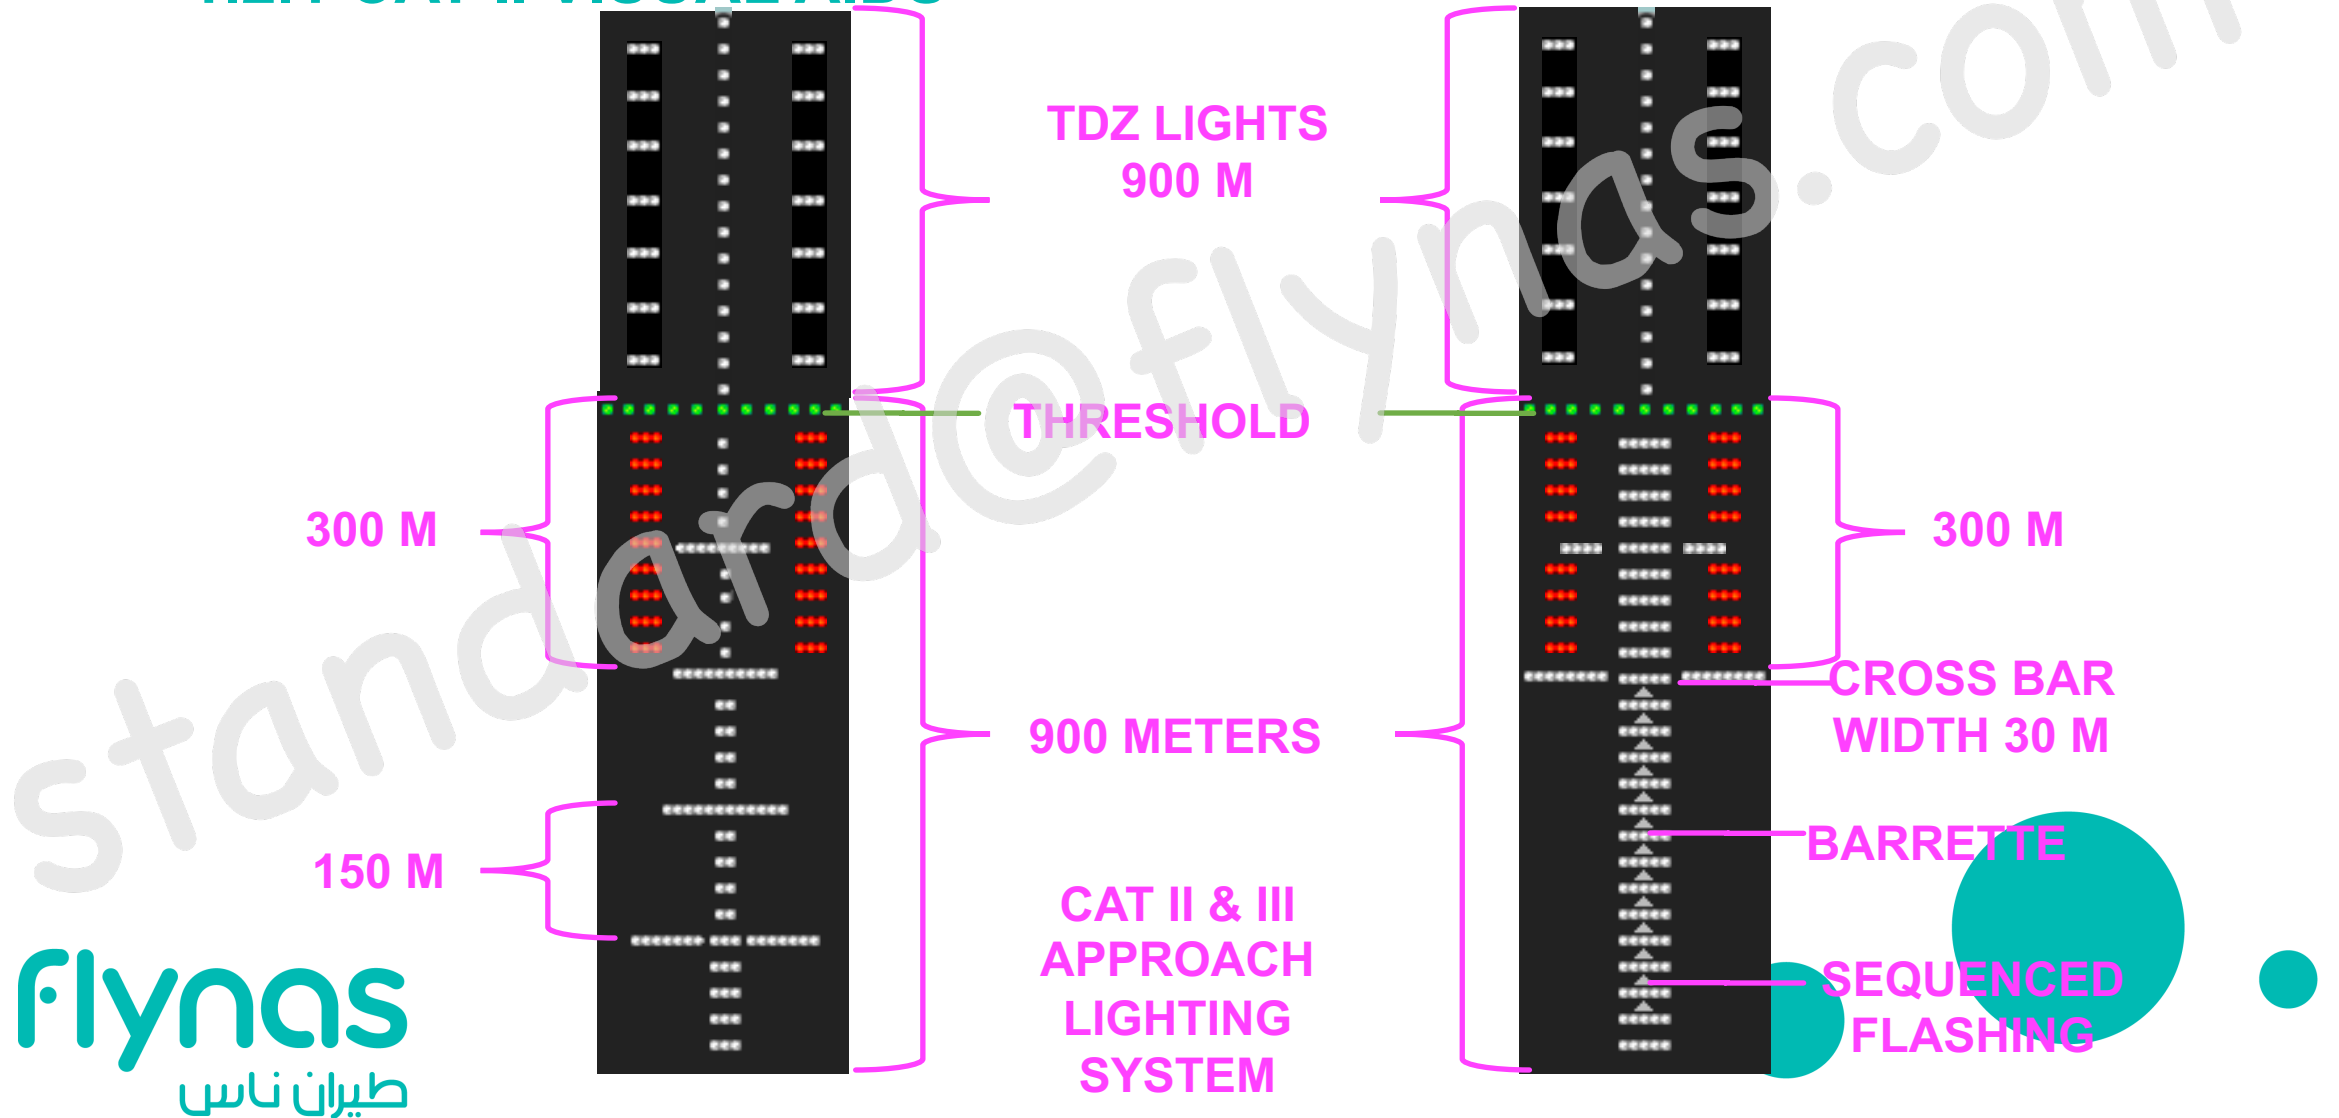 TDZ LIGHTS
900 M
THRESHOLD
300 M
300 M
CROSS BAR
WIDTH 30 M
900 METERS
BARRETTE
150 M
CAT II & III
APPROACH
LIGHTING
SYSTEM
SEQUENCED
FLASHING
standard@flynas.com
flynas
طيران ناس